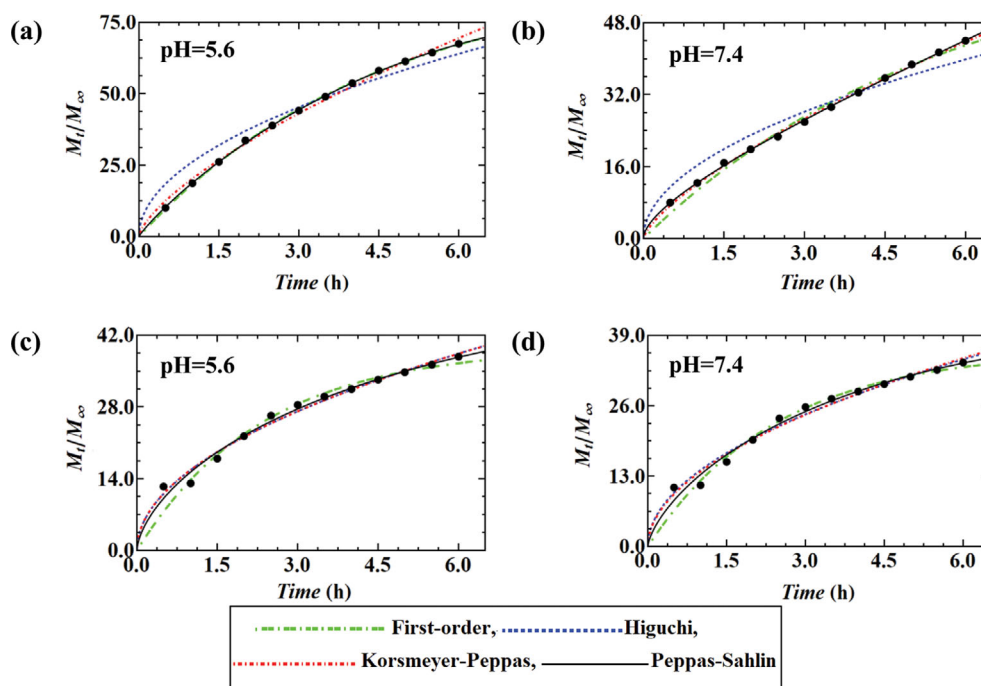 (a)
pH=5.6
75.0
50.0
25.0
0.0
Mt/M∞
0.0 1.5 3.0 4.5 6.0
Time (h)
(b)
pH=7.4
48.0
32.0
16.0
0.0
Mt/M∞
0.0 1.5 3.0 4.5 6.0
Time (h)
(c)
pH=5.6
42.0
28.0
14.0
0.0
Mt/M∞
0.0 1.5 3.0 4.5 6.0
Time (h)
(d)
pH=7.4
39.0
26.0
13.0
0.0
Mt/M∞
0.0 1.5 3.0 4.5 6.0
Time (h)
First-order, Higuchi,
Korsmeyer-Peppas, Peppas-Sahlin